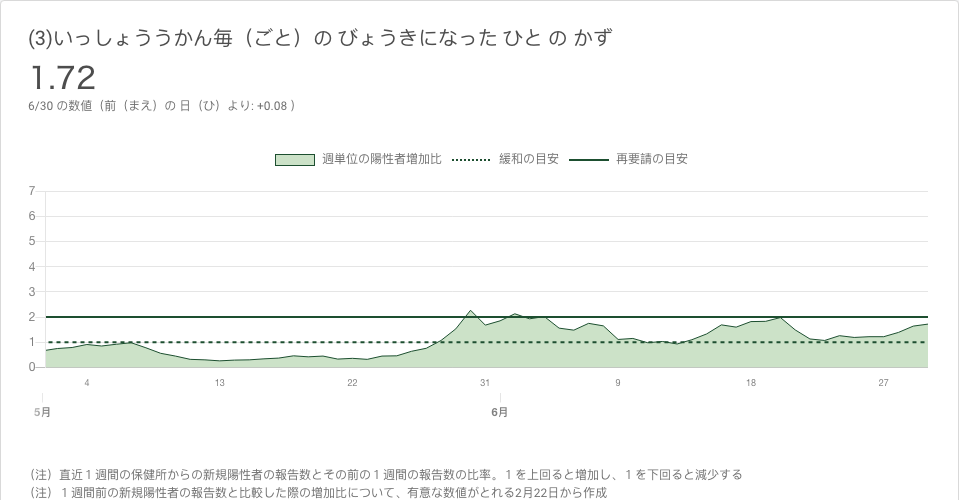 (3)いっしょううかん毎（ごと）の びょうきになった ひと の かず
1.72
6/30 の数値（前（まえ）の 日（ひ）より: +0.08 ）
週単位の陽性者増加比 緩和の目安 再要請の目安
7
6
5
4
3
2
1
0
4 13 22 31 9 18 27
5月 6月
（注）直近１週間の保健所からの新規陽性者の報告数とその前の１週間の報告数の比率。１を上回ると増加し、１を下回ると減少する
（注）１週間前の新規陽性者の報告数と比較した際の増加比について、有意な数値がとれる2月22日から作成